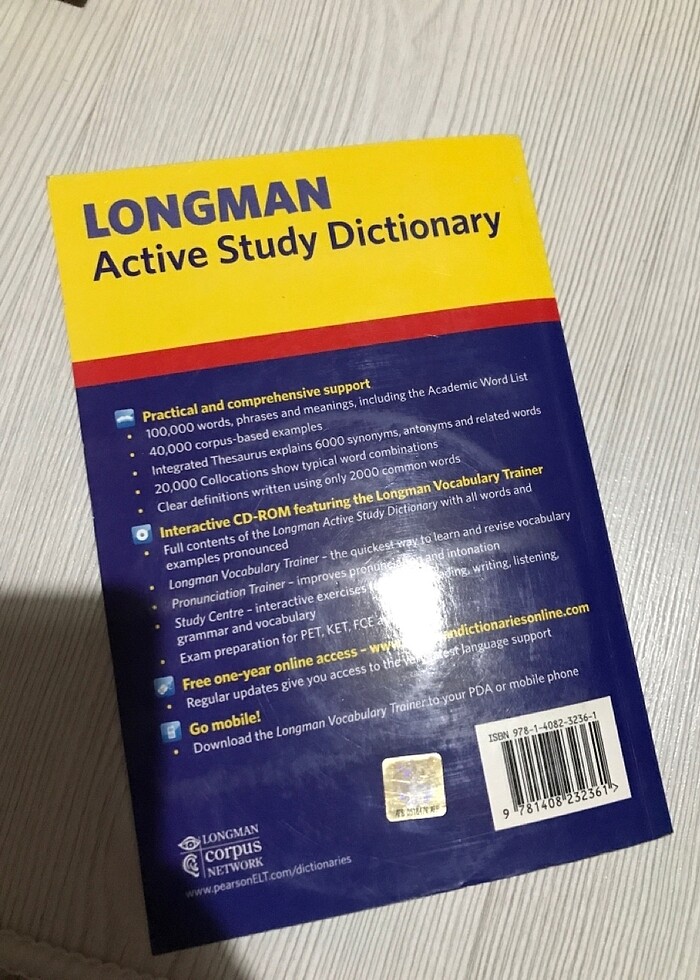 LONGMAN
Active Study Dictionary
Practical and comprehensive support
• 100,000 words, phrases and meanings, including the Academic Word List
• 40,000 corpus-based examples
• Integrated Thesaurus explains 6000 synonyms, antonyms and related words
• 20,000 Collocations show typical word combinations
• Clear definitions written using only 2000 common words
Interactive CD-ROM featuring the Longman Vocabulary Trainer
• Full contents of the Longman Active Study Dictionary with all words and
examples pronounced
• Longman Vocabulary Trainer – the quickest way to learn and revise vocabulary
• Pronunciation Trainer – improves and intonation
• Study Centre – interactive exercises writing, listening,
grammar and vocabulary
• Exam preparation for PET, KET, FCE
Free one-year online access –
• Regular updates give you access to the very language support
Go mobile!
• Download the Longman Vocabulary Trainer to your PDA or mobile phone
ISBN 978-1-4082-3236-1
9 781408 232361 >
LONGMAN
corpus
NETWORK
www.pearsonELT.com/dictionaries